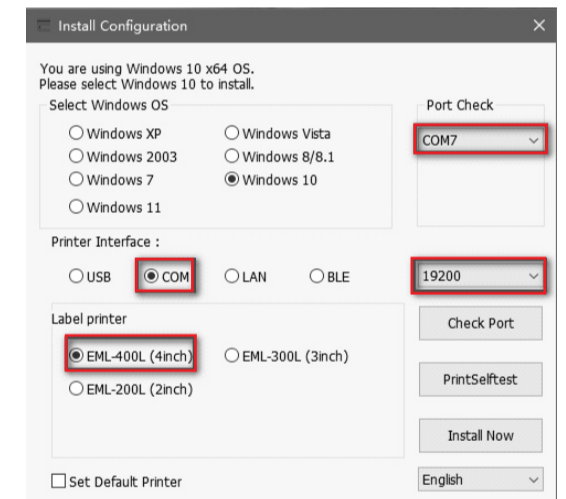 Install Configuration
You are using Windows 10 x64 OS.
Please select Windows 10 to install.
Select Windows OS
Port Check
Windows XP
Windows Vista
COM7
Windows 2003
Windows 8/8.1
Windows 7
Windows 10
Windows 11
Printer Interface :
USB
COM
LAN
BLE
19200
Label printer
Check Port
EML-400L (4inch)
EML-300L (3inch)
EML-200L (2inch)
PrintSelftest
Install Now
Set Default Printer
English